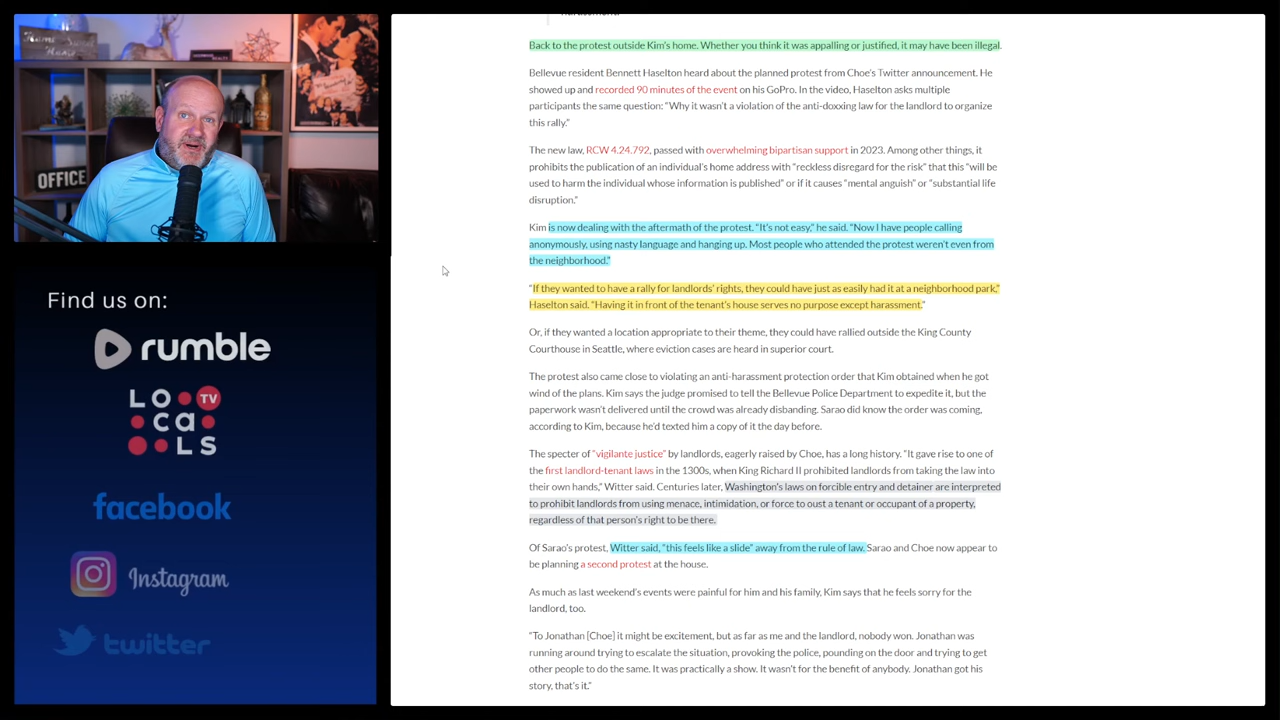 Home Sweet Home
OFFICE
Find us on:
rumble
LOCALS TV
facebook
Instagram
twitter
harassment.
Back to the protest outside Kim's home. Whether you think it was appalling or justified, it may have been illegal.
Bellevue resident Bennett Haselton heard about the planned protest from Choe's Twitter announcement. He
showed up and recorded 90 minutes of the event on his GoPro. In the video, Haselton asks multiple
participants the same question: “Why it wasn't a violation of the anti-doxxing law for the landlord to organize
this rally.”
The new law, RCW 4.24.792, passed with overwhelming bipartisan support in 2023. Among other things, it
prohibits the publication of an individual's home address with “reckless disregard for the risk” that this “will be
used to harm the individual whose information is published” or if it causes “mental anguish” or “substantial life
disruption.”
Kim is now dealing with the aftermath of the protest. “It's not easy,” he said. “Now I have people calling
anonymously, using nasty language and hanging up. Most people who attended the protest weren't even from
the neighborhood.”
“If they wanted to have a rally for landlords' rights, they could have just as easily had it at a neighborhood park,”
Haselton said. “Having it in front of the tenant's house serves no purpose except harassment.”
Or, if they wanted a location appropriate to their theme, they could have rallied outside the King County
Courthouse in Seattle, where eviction cases are heard in superior court.
The protest also came close to violating an anti-harassment protection order that Kim obtained when he got
wind of the plans. Kim says the judge promised to tell the Bellevue Police Department to expedite it, but the
paperwork wasn't delivered until the crowd was already disbanding. Sarao did know the order was coming,
according to Kim, because he'd texted him a copy of it the day before.
The specter of “vigilante justice” by landlords, eagerly raised by Choe, has a long history. “It gave rise to one of
the first landlord-tenant laws in the 1300s, when King Richard II prohibited landlords from taking the law into
their own hands,” Witter said. Centuries later, Washington's laws on forcible entry and detainer are interpreted
to prohibit landlords from using menace, intimidation, or force to oust a tenant or occupant of a property,
regardless of that person's right to be there.
Of Sarao's protest, Witter said, “this feels like a slide” away from the rule of law. Sarao and Choe now appear to
be planning a second protest at the house.
As much as last weekend's events were painful for him and his family, Kim says that he feels sorry for the
landlord, too.
“To Jonathan [Choe] it might be excitement, but as far as me and the landlord, nobody won. Jonathan was
running around trying to escalate the situation, provoking the police, pounding on the door and trying to get
other people to do the same. It was practically a show. It wasn't for the benefit of anybody. Jonathan got his
story, that's it.”